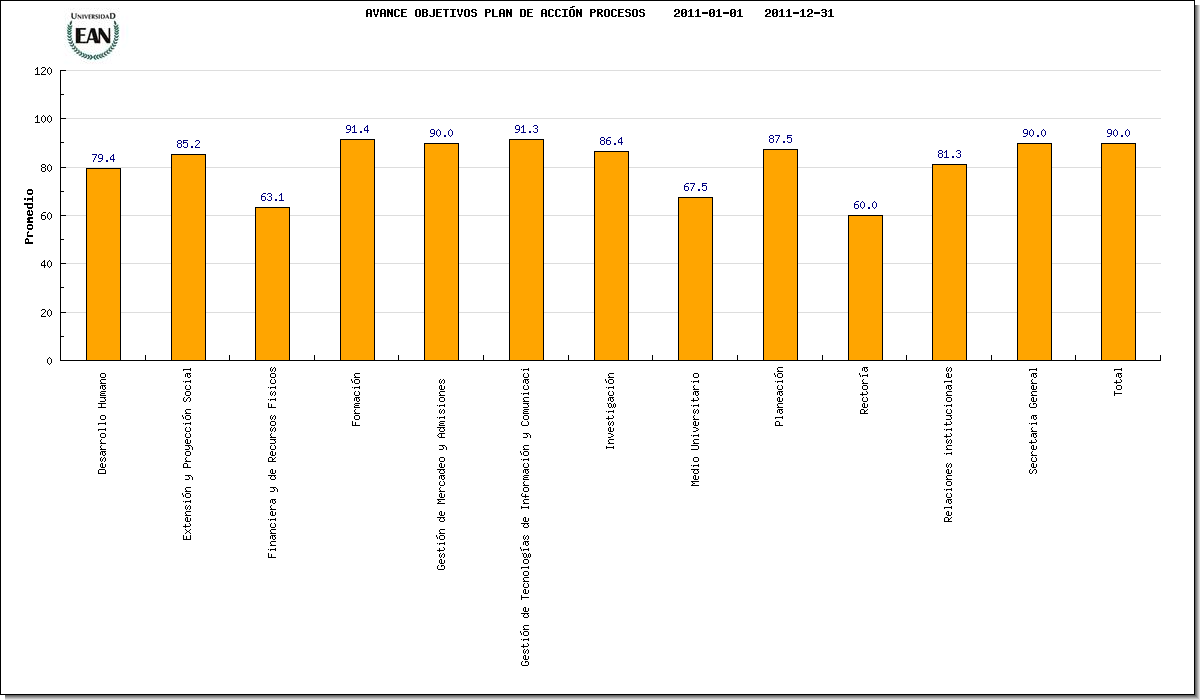 UNIVERSIDAD
EAN
AVANCE OBJETIVOS PLAN DE ACCIÓN PROCESOS 2011-01-01 2011-12-31
Promedio
120
100
80
60
40
20
0
79.4
85.2
63.1
91.4
90.0
91.3
86.4
67.5
87.5
60.0
81.3
90.0
90.0
Desarrollo Humano
Extensión y Proyección Social
Financiera y de Recursos Fisicos
Formación
Gestión de Mercadeo y Admisiones
Gestión de Tecnologías de Información y Comunicaci
Investigación
Medio Universitario
Planeación
Rectoría
Relaciones institucionales
Secretaria General
Total